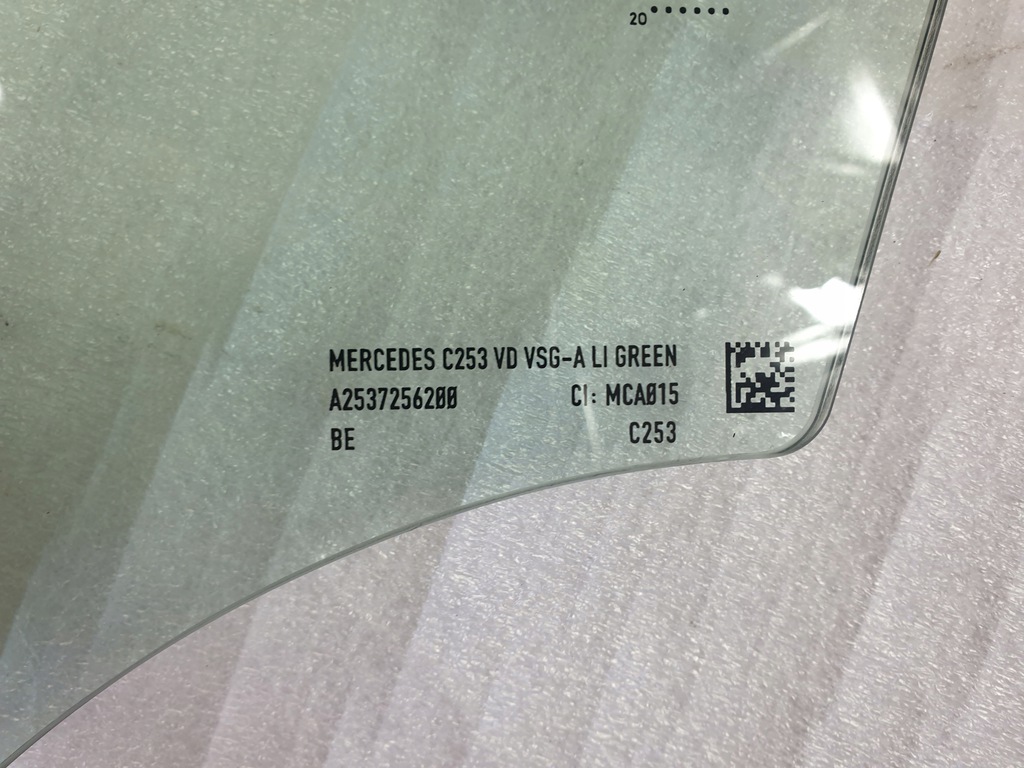 20 ••••••
MERCEDES C253 VD VSG-A LI GREEN
A2537256200 CI: MCA015
BE C253